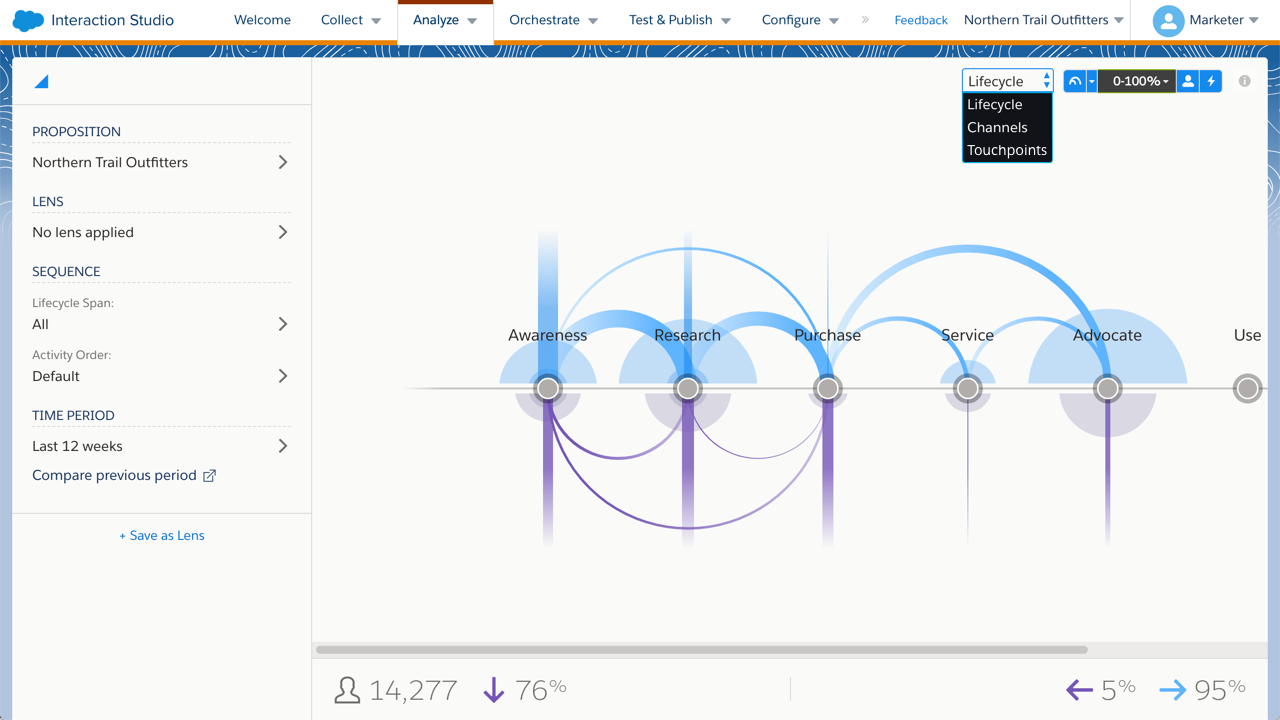 Interaction Studio Welcome Collect Analyze Orchestrate Test & Publish Configure » Feedback Northern Trail Outfitters Marketer
Lifecycle 0-100%
Lifecycle
Channels
Touchpoints
PROPOSITION
Northern Trail Outfitters
LENS
No lens applied
SEQUENCE
Lifecycle Span:
All
Activity Order:
Default
TIME PERIOD
Last 12 weeks
Compare previous period
+ Save as Lens
Awareness Research Purchase Service Advocate Use
14,277 76% 5% 95%